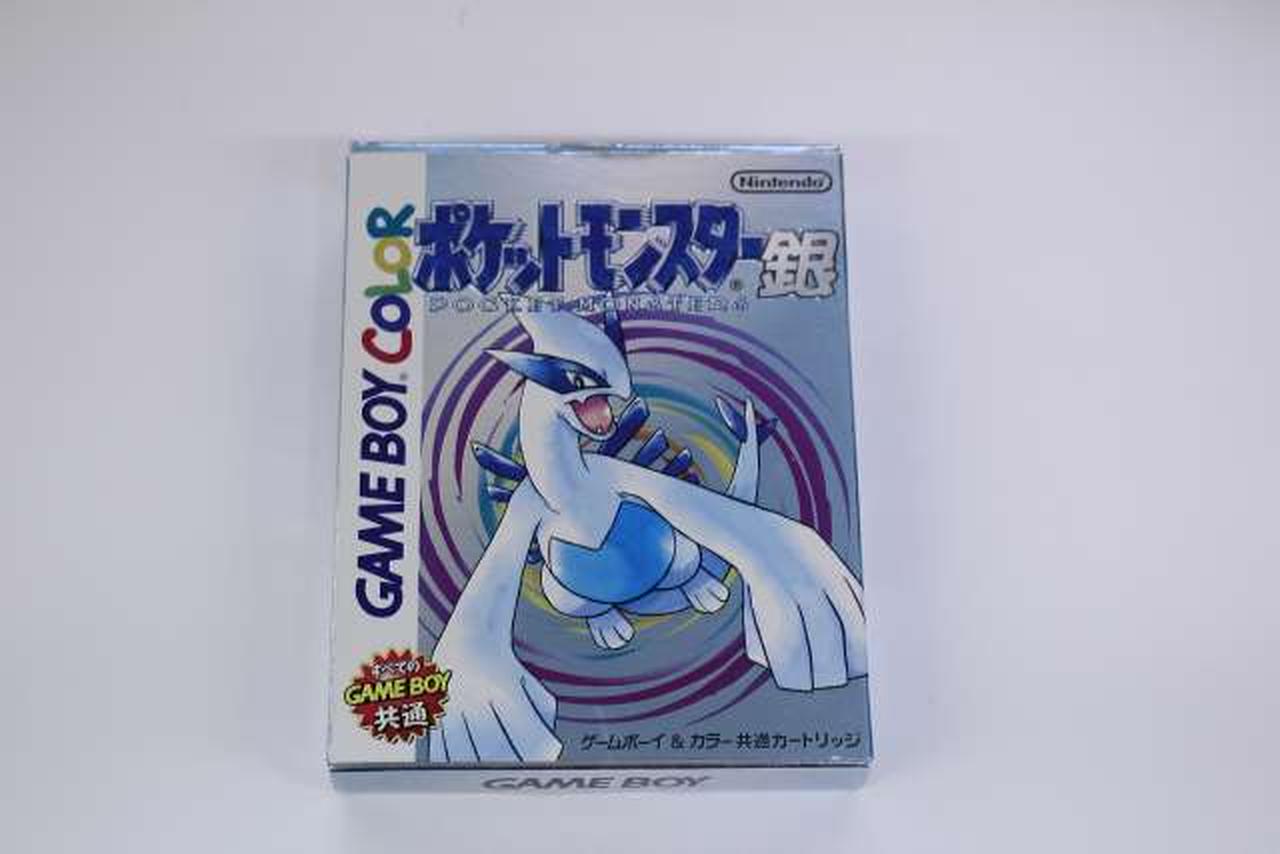 Nintendo
GAME BOY COLOR
ポケットモンスター銀
POCKET MONSTERS
すべての
GAME BOY
共通
ゲームボーイ & カラー共通カートリッジ
GAME BOY